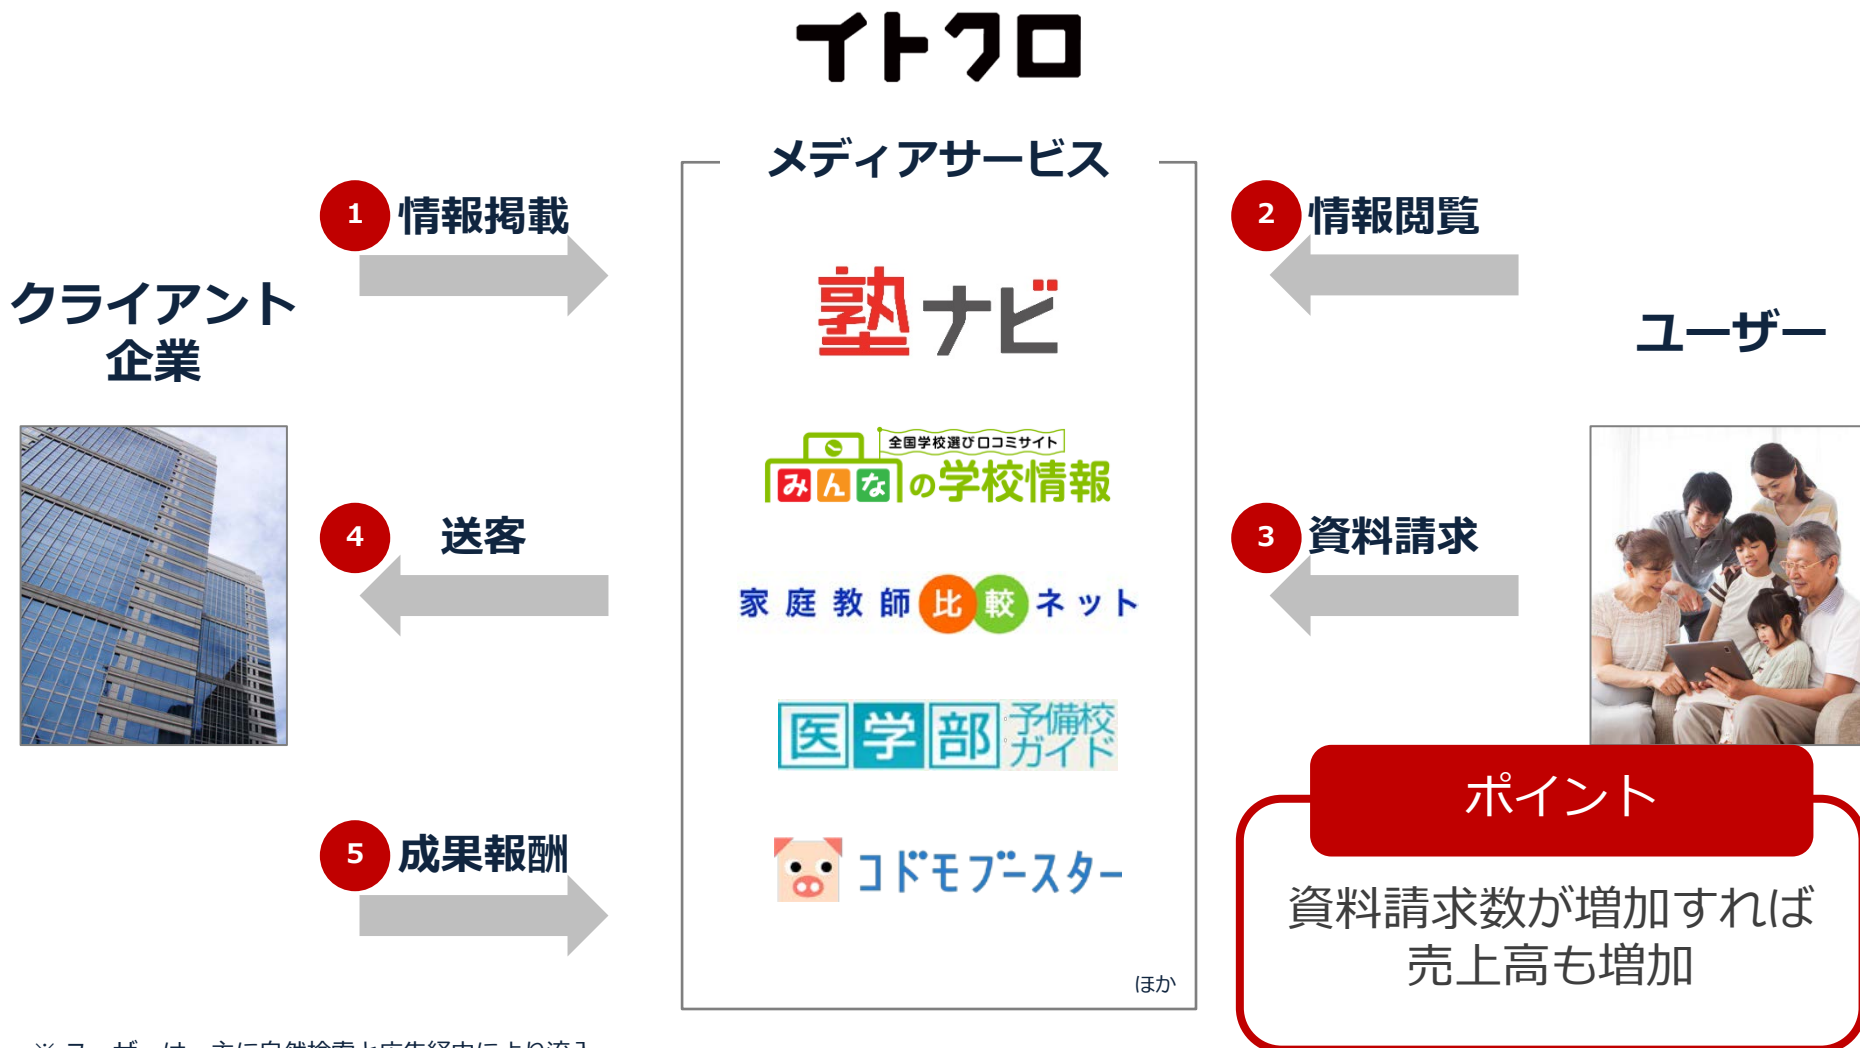 イトクロ
メディアサービス
1 情報掲載
2 情報閲覧
クライアント
企業
塾ナビ
ユーザー
全国学校選び口コミサイト
みんなの学校情報
4 送客
3 資料請求
家庭教師比較ネット
医学部 予備校
ガイド
ポイント
5 成果報酬
コドモブースター
資料請求数が増加すれば
売上高も増加
ほか